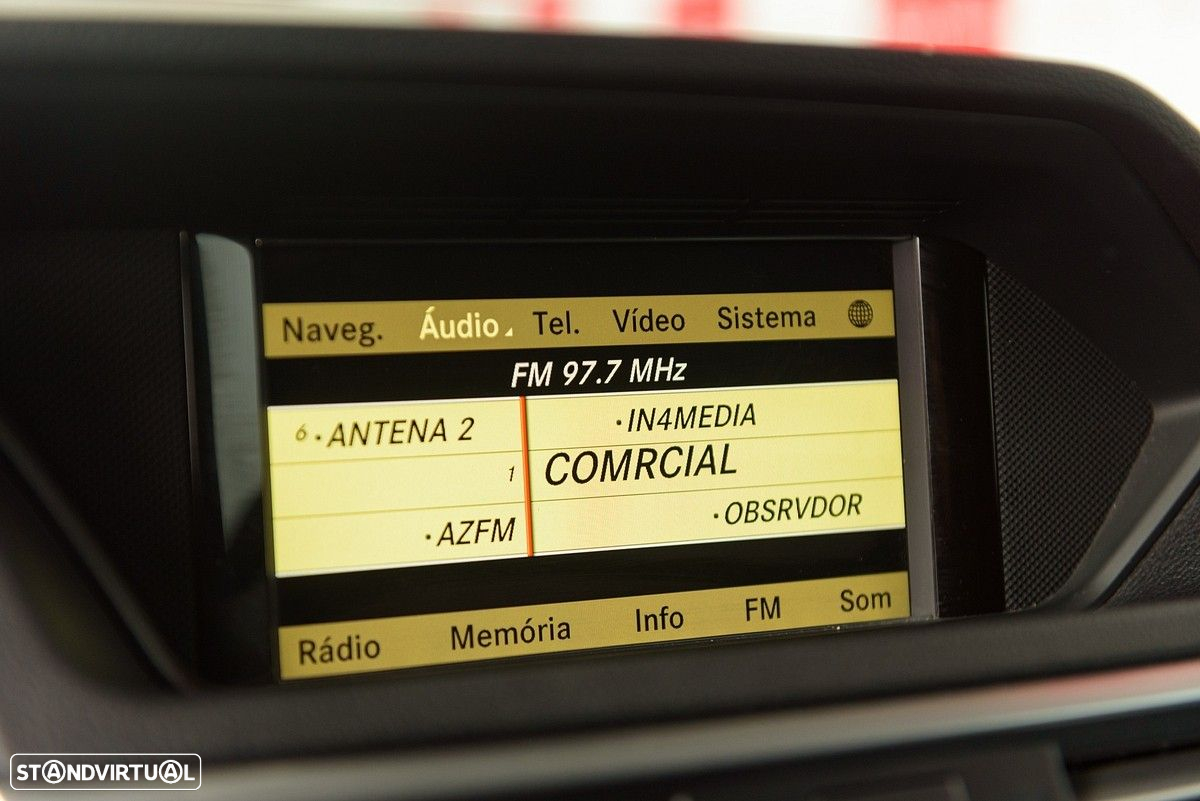 Naveg. Áudio Tel. Vídeo Sistema
FM 97.7 MHz
6 · ANTENA 2 · IN4MEDIA
1 COMRCIAL
· AZFM · OBSRVDOR
Rádio Memória Info FM Som
STANDVIRTUAL